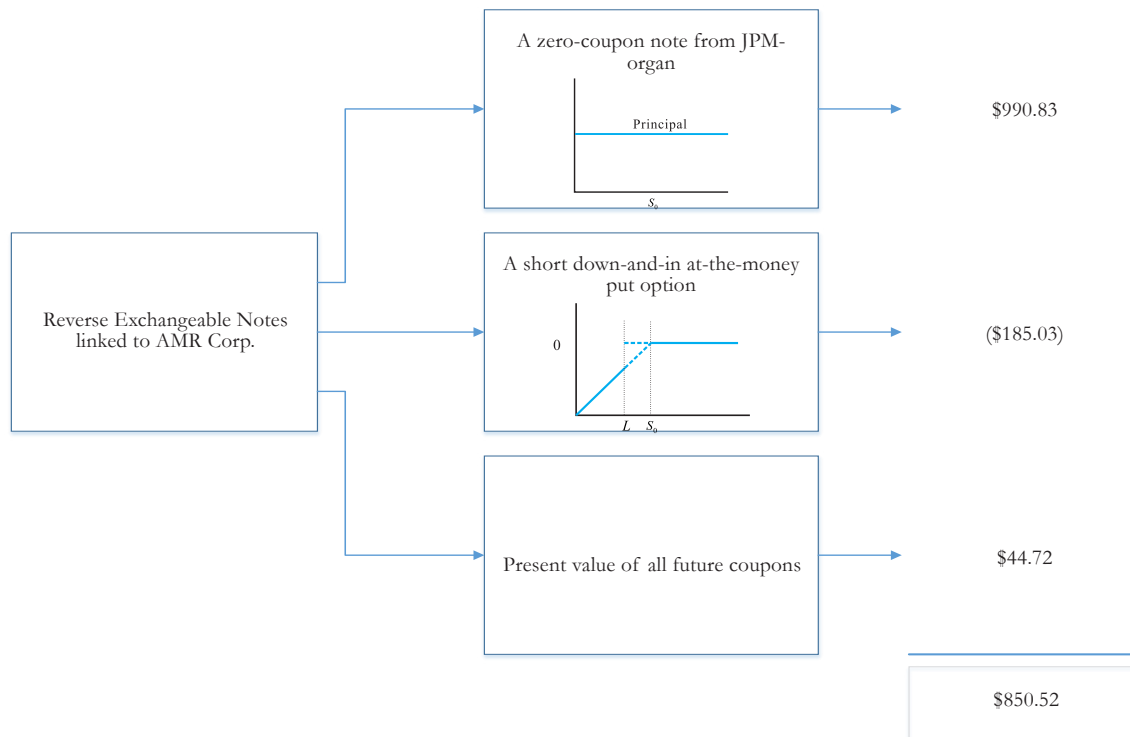 A zero-coupon note from JPM-
organ
Principal
S₀
$990.83
Reverse Exchangeable Notes
linked to AMR Corp.
A short down-and-in at-the-money
put option
0
L S₀
($185.03)
Present value of all future coupons
$44.72
$850.52